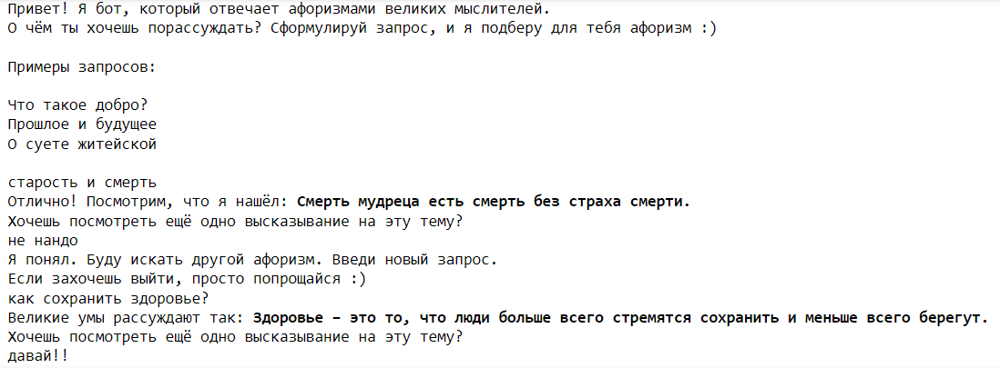 Привет! Я бот, который отвечает афоризмами великих мыслителей.
О чём ты хочешь порассуждать? Сформулируй запрос, и я подберу для тебя афоризм :)
Примеры запросов:
Что такое добро?
Прошлое и будущее
О суете житейской
старость и смерть
Отлично! Посмотрим, что я нашёл: Смерть мудреца есть смерть без страха смерти.
Хочешь посмотреть ещё одно высказывание на эту тему?
не нандо
Я понял. Буду искать другой афоризм. Введи новый запрос.
Если захочешь выйти, просто попрощайся :)
как сохранить здоровье?
Великие умы рассуждают так: Здоровье – это то, что люди больше всего стремятся сохранить и меньше всего берегут.
Хочешь посмотреть ещё одно высказывание на эту тему?
давай!!